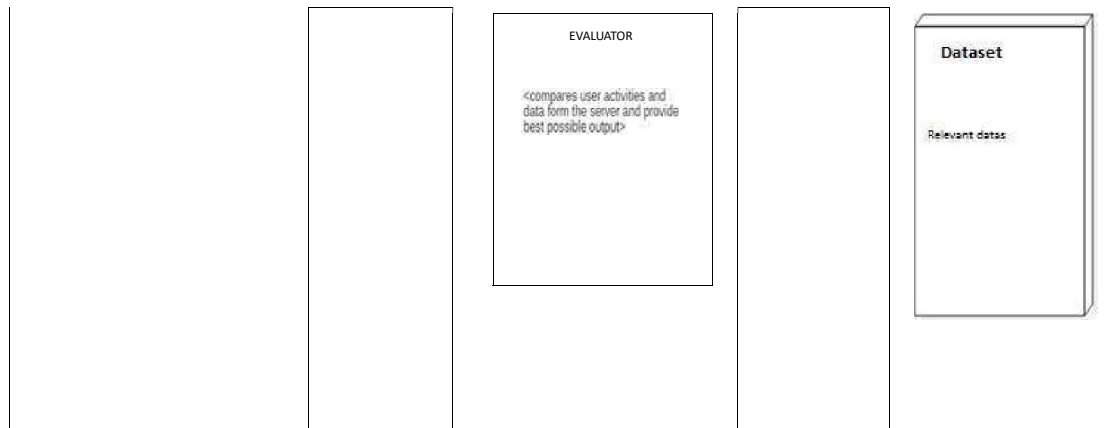 EVALUATOR
<compares user activities and
data form the server and provide
best possible output>
Dataset
Relevant datas